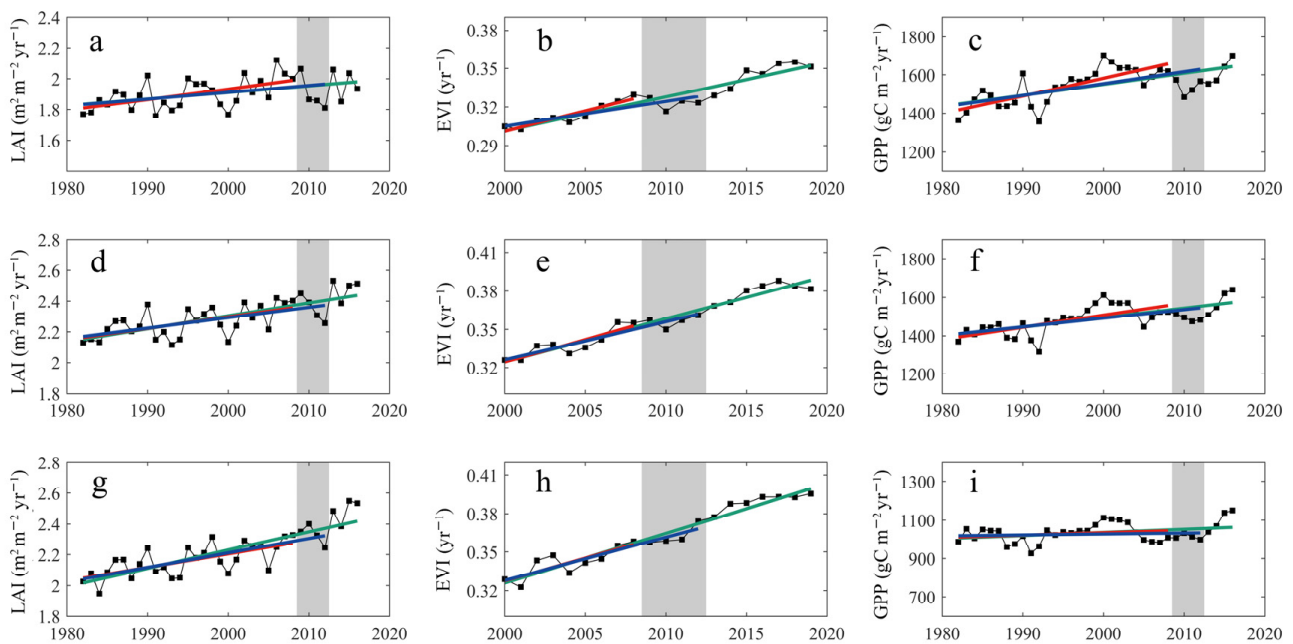 2.4
2.2
2
1.8
1.6
1980 1990 2000 2010 2020
LAI (m² m⁻² yr⁻¹)
a
0.38
0.35
0.32
0.29
2000 2005 2010 2015 2020
EVI (yr⁻¹)
b
1800
1600
1400
1200
1980 1990 2000 2010 2020
GPP (gC m⁻² yr⁻¹)
c
2.8
2.6
2.4
2.2
2
1.8
1980 1990 2000 2010 2020
LAI (m² m⁻² yr⁻¹)
d
0.41
0.38
0.35
0.32
2000 2005 2010 2015 2020
EVI (yr⁻¹)
e
1800
1600
1400
1200
1980 1990 2000 2010 2020
GPP (gC m⁻² yr⁻¹)
f
2.8
2.6
2.4
2.2
2
1.8
1980 1990 2000 2010 2020
LAI (m² m⁻² yr⁻¹)
g
0.41
0.38
0.35
0.32
2000 2005 2010 2015 2020
EVI (yr⁻¹)
h
1300
1100
900
700
1980 1990 2000 2010 2020
GPP (gC m⁻² yr⁻¹)
i